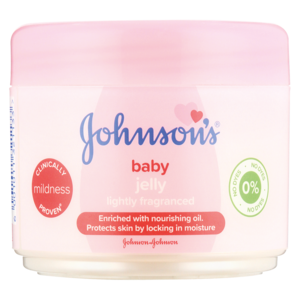 Johnson's
baby
jelly
lightly fragranced
CLINICALLY
mildness
PROVEN
Enriched with nourishing oil.
Protects skin by locking in moisture
Johnson & Johnson
0%